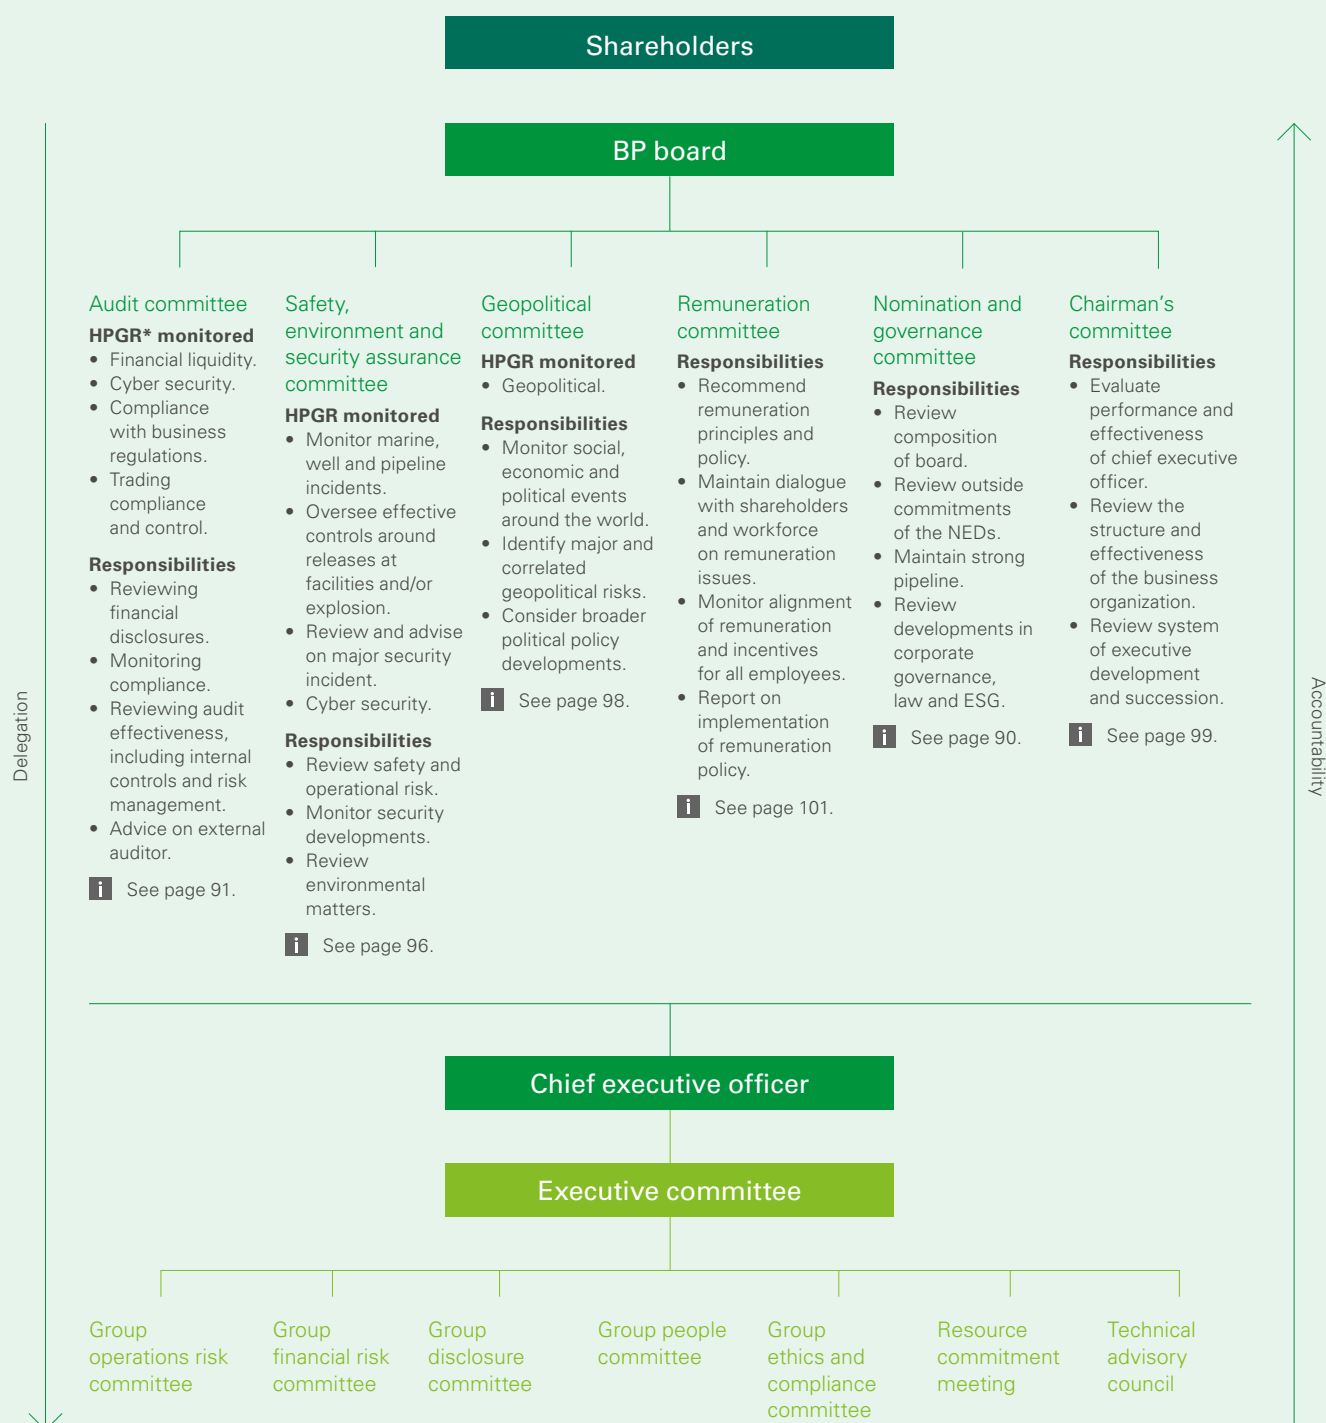 Shareholders
BP board
Delegation
Accountability
Audit committee
HPGR* monitored
• Financial liquidity.
• Cyber security.
• Compliance
with business
regulations.
• Trading
compliance
and control.
Responsibilities
• Reviewing
financial
disclosures.
• Monitoring
compliance.
• Reviewing audit
effectiveness,
including internal
controls and risk
management.
• Advice on external
auditor.
i See page 91.
Safety,
environment and
security assurance
committee
HPGR monitored
• Monitor marine,
well and pipeline
incidents.
• Oversee effective
controls around
releases at
facilities and/or
explosion.
• Review and advise
on major security
incident.
• Cyber security.
Responsibilities
• Review safety and
operational risk.
• Monitor security
developments.
• Review
environmental
matters.
i See page 96.
Geopolitical
committee
HPGR monitored
• Geopolitical.
Responsibilities
• Monitor social,
economic and
political events
around the world.
• Identify major and
correlated
geopolitical risks.
• Consider broader
political policy
developments.
i See page 98.
Remuneration
committee
Responsibilities
• Recommend
remuneration
principles and
policy.
• Maintain dialogue
with shareholders
and workforce
on remuneration
issues.
• Monitor alignment
of remuneration
and incentives
for all employees.
• Report on
implementation
of remuneration
policy.
i See page 101.
Nomination and
governance
committee
Responsibilities
• Review
composition
of board.
• Review outside
commitments
of the NEDs.
• Maintain strong
pipeline.
• Review
developments in
corporate
governance,
law and ESG.
i See page 90.
Chairman's
committee
Responsibilities
• Evaluate
performance and
effectiveness
of chief executive
officer.
• Review the
structure and
effectiveness
of the business
organization.
• Review system
of executive
development
and succession.
i See page 99.
Chief executive officer
Executive committee
Group
operations risk
committee
Group
financial risk
committee
Group
disclosure
committee
Group people
committee
Group
ethics and
compliance
committee
Resource
commitment
meeting
Technical
advisory
council